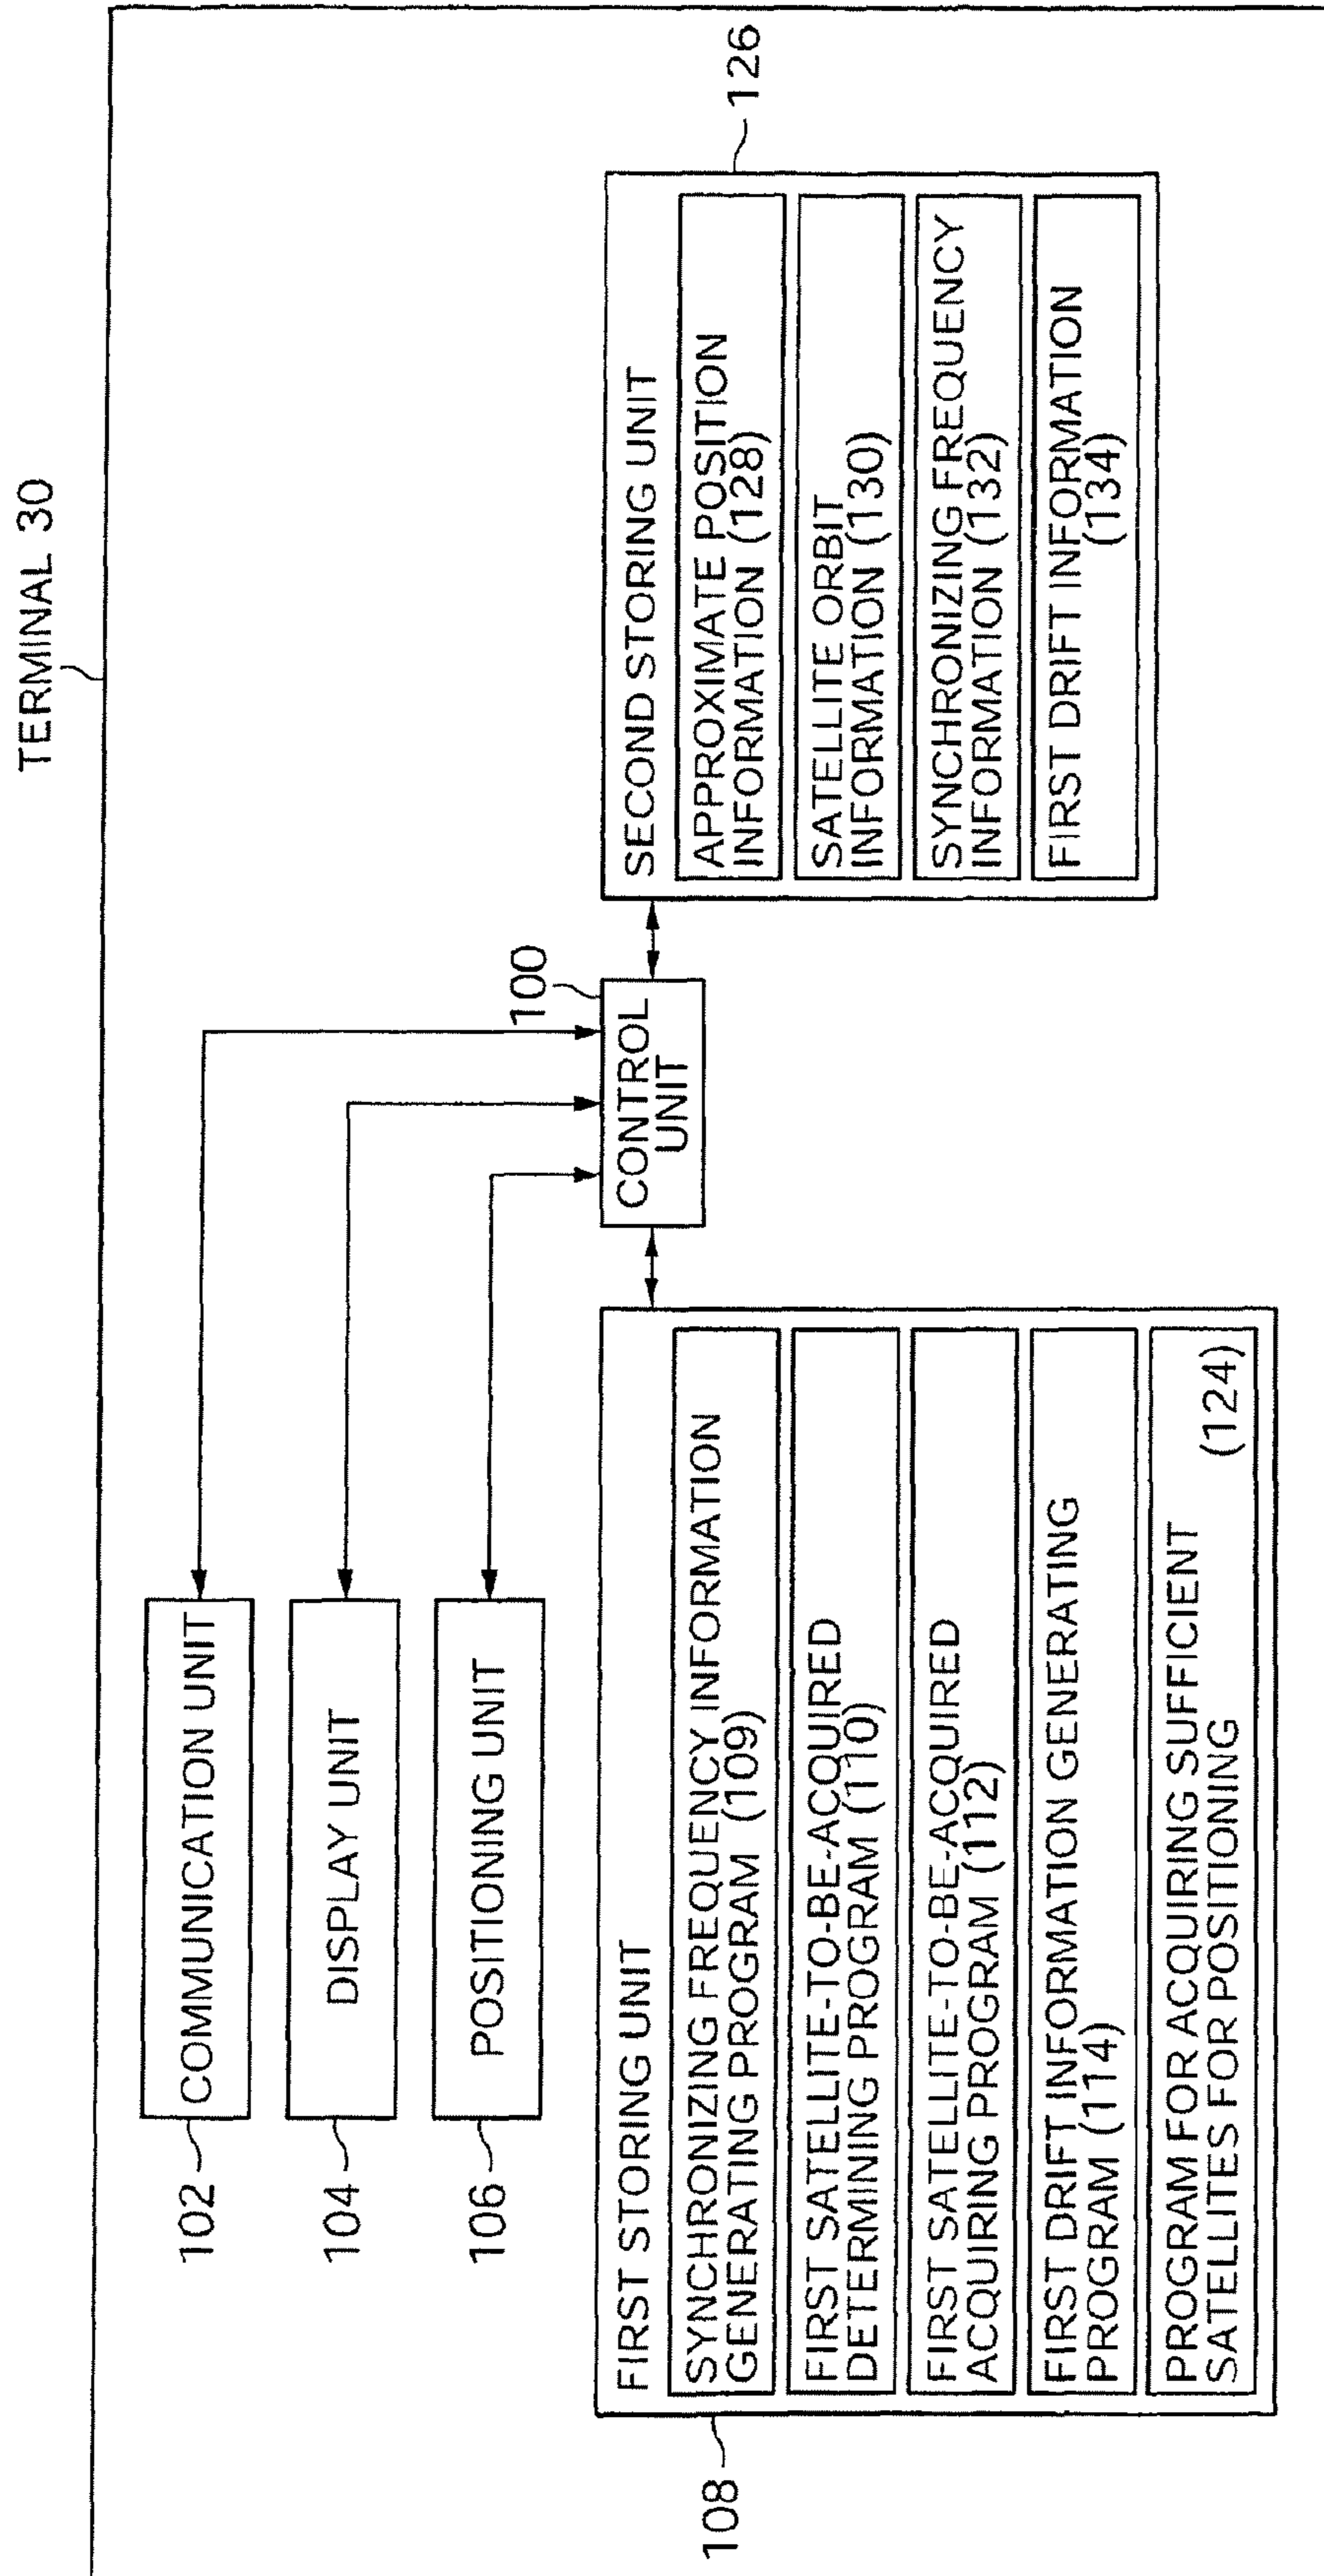 TERMINAL 30
102
COMMUNICATION UNIT
104
DISPLAY UNIT
106
POSITIONING UNIT
100
CONTROL
UNIT
108
FIRST STORING UNIT
SYNCHRONIZING FREQUENCY INFORMATION
GENERATING PROGRAM (109)
FIRST SATELLITE-TO-BE-ACQUIRED
DETERMINING PROGRAM (110)
FIRST SATELLITE-TO-BE-ACQUIRED
ACQUIRING PROGRAM (112)
FIRST DRIFT INFORMATION GENERATING
PROGRAM (114)
PROGRAM FOR ACQUIRING SUFFICIENT
SATELLITES FOR POSITIONING
(124)
126
SECOND STORING UNIT
APPROXIMATE POSITION
INFORMATION (128)
SATELLITE ORBIT
INFORMATION (130)
SYNCHRONIZING FREQUENCY
INFORMATION (132)
FIRST DRIFT INFORMATION
(134)